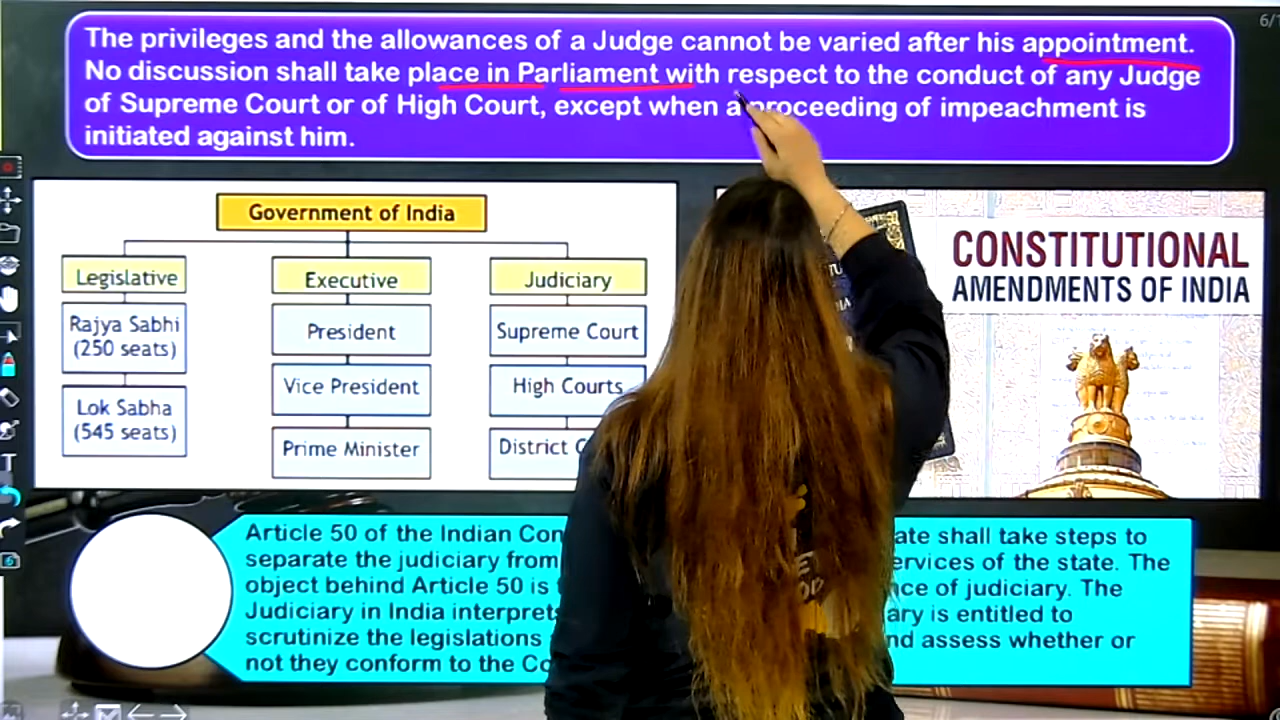 The privileges and the allowances of a Judge cannot be varied after his appointment.
No discussion shall take place in Parliament with respect to the conduct of any Judge
of Supreme Court or of High Court, except when a proceeding of impeachment is
initiated against him.
Government of India
Legislative
Executive
Judiciary
Rajya Sabhi
(250 seats)
President
Supreme Court
Lok Sabha
(545 seats)
Vice President
High Courts
Prime Minister
District
CONSTITUTIONAL
AMENDMENTS OF INDIA
Article 50 of the Indian Con ate shall take steps to
separate the judiciary from ervices of the state. The
object behind Article 50 is nce of judiciary. The
Judiciary in India interprets ary is entitled to
scrutinize the legislations nd assess whether or
not they conform to the Co